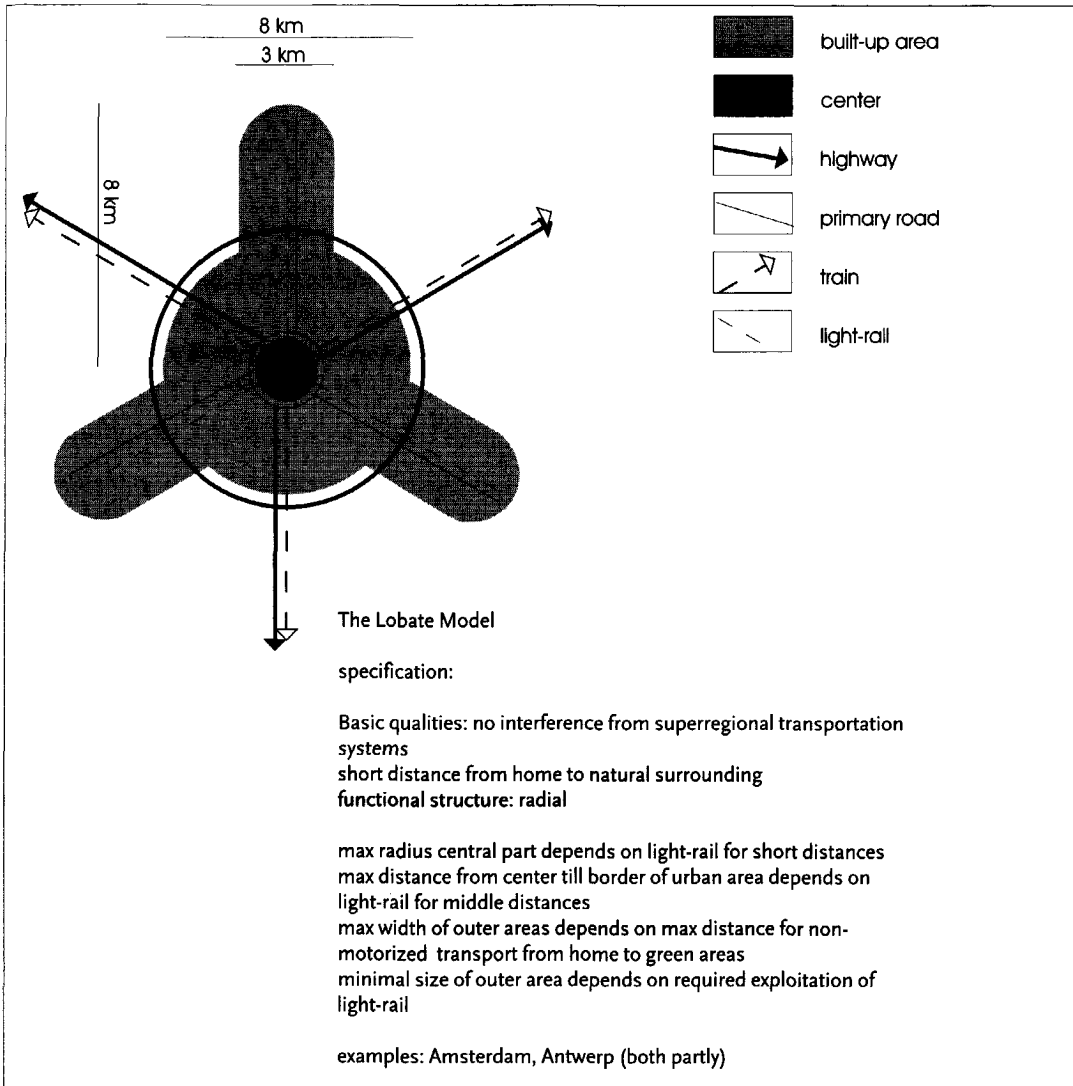 8 km
3 km
8 km
built-up area
center
highway
primary road
train
light-rail
The Lobate Model
specification:
Basic qualities: no interference from superregional transportation
systems
short distance from home to natural surrounding
functional structure: radial
max radius central part depends on light-rail for short distances
max distance from center till border of urban area depends on
light-rail for middle distances
max width of outer areas depends on max distance for non-
motorized transport from home to green areas
minimal size of outer area depends on required exploitation of
light-rail
examples: Amsterdam, Antwerp (both partly)